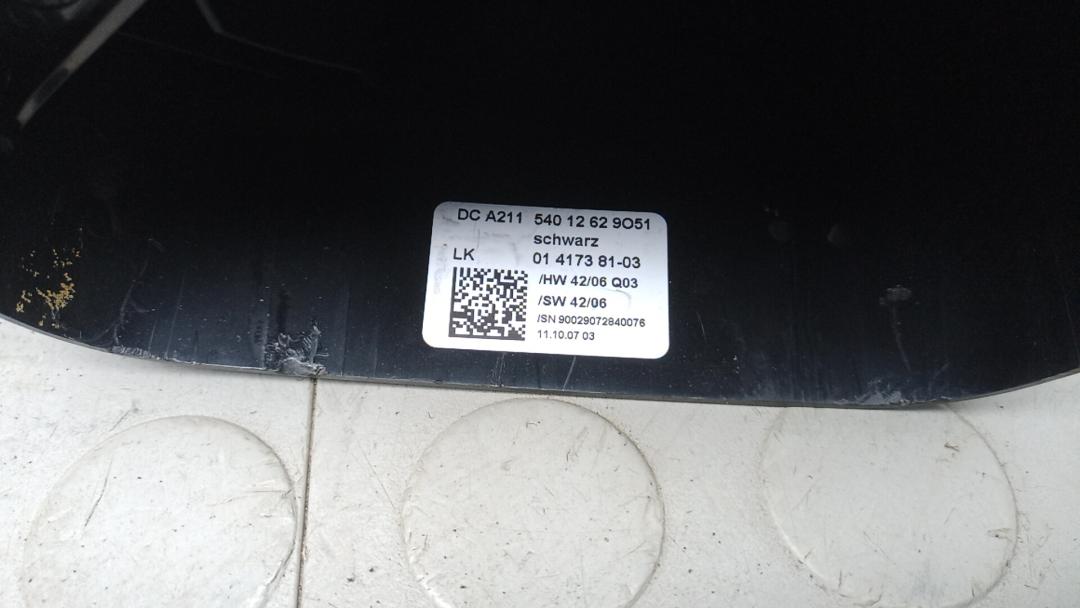 DC A211 540 12 62 9O51
schwarz
LK 01 4173 81-03
/HW 42/06 Q03
/SW 42/06
/SN 90029072840076
11.10.07 03